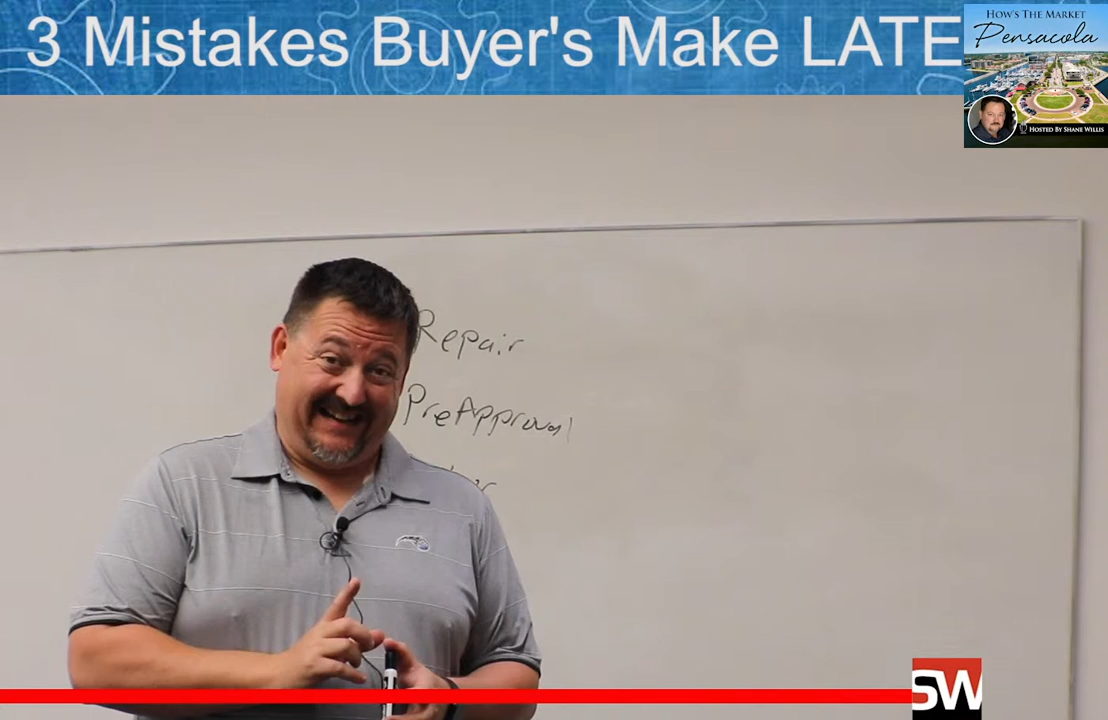 3 Mistakes Buyer's Make LATE
How's The Market
Pensacola
Hosted By Shane Willis
Repair
PreApproval
SW